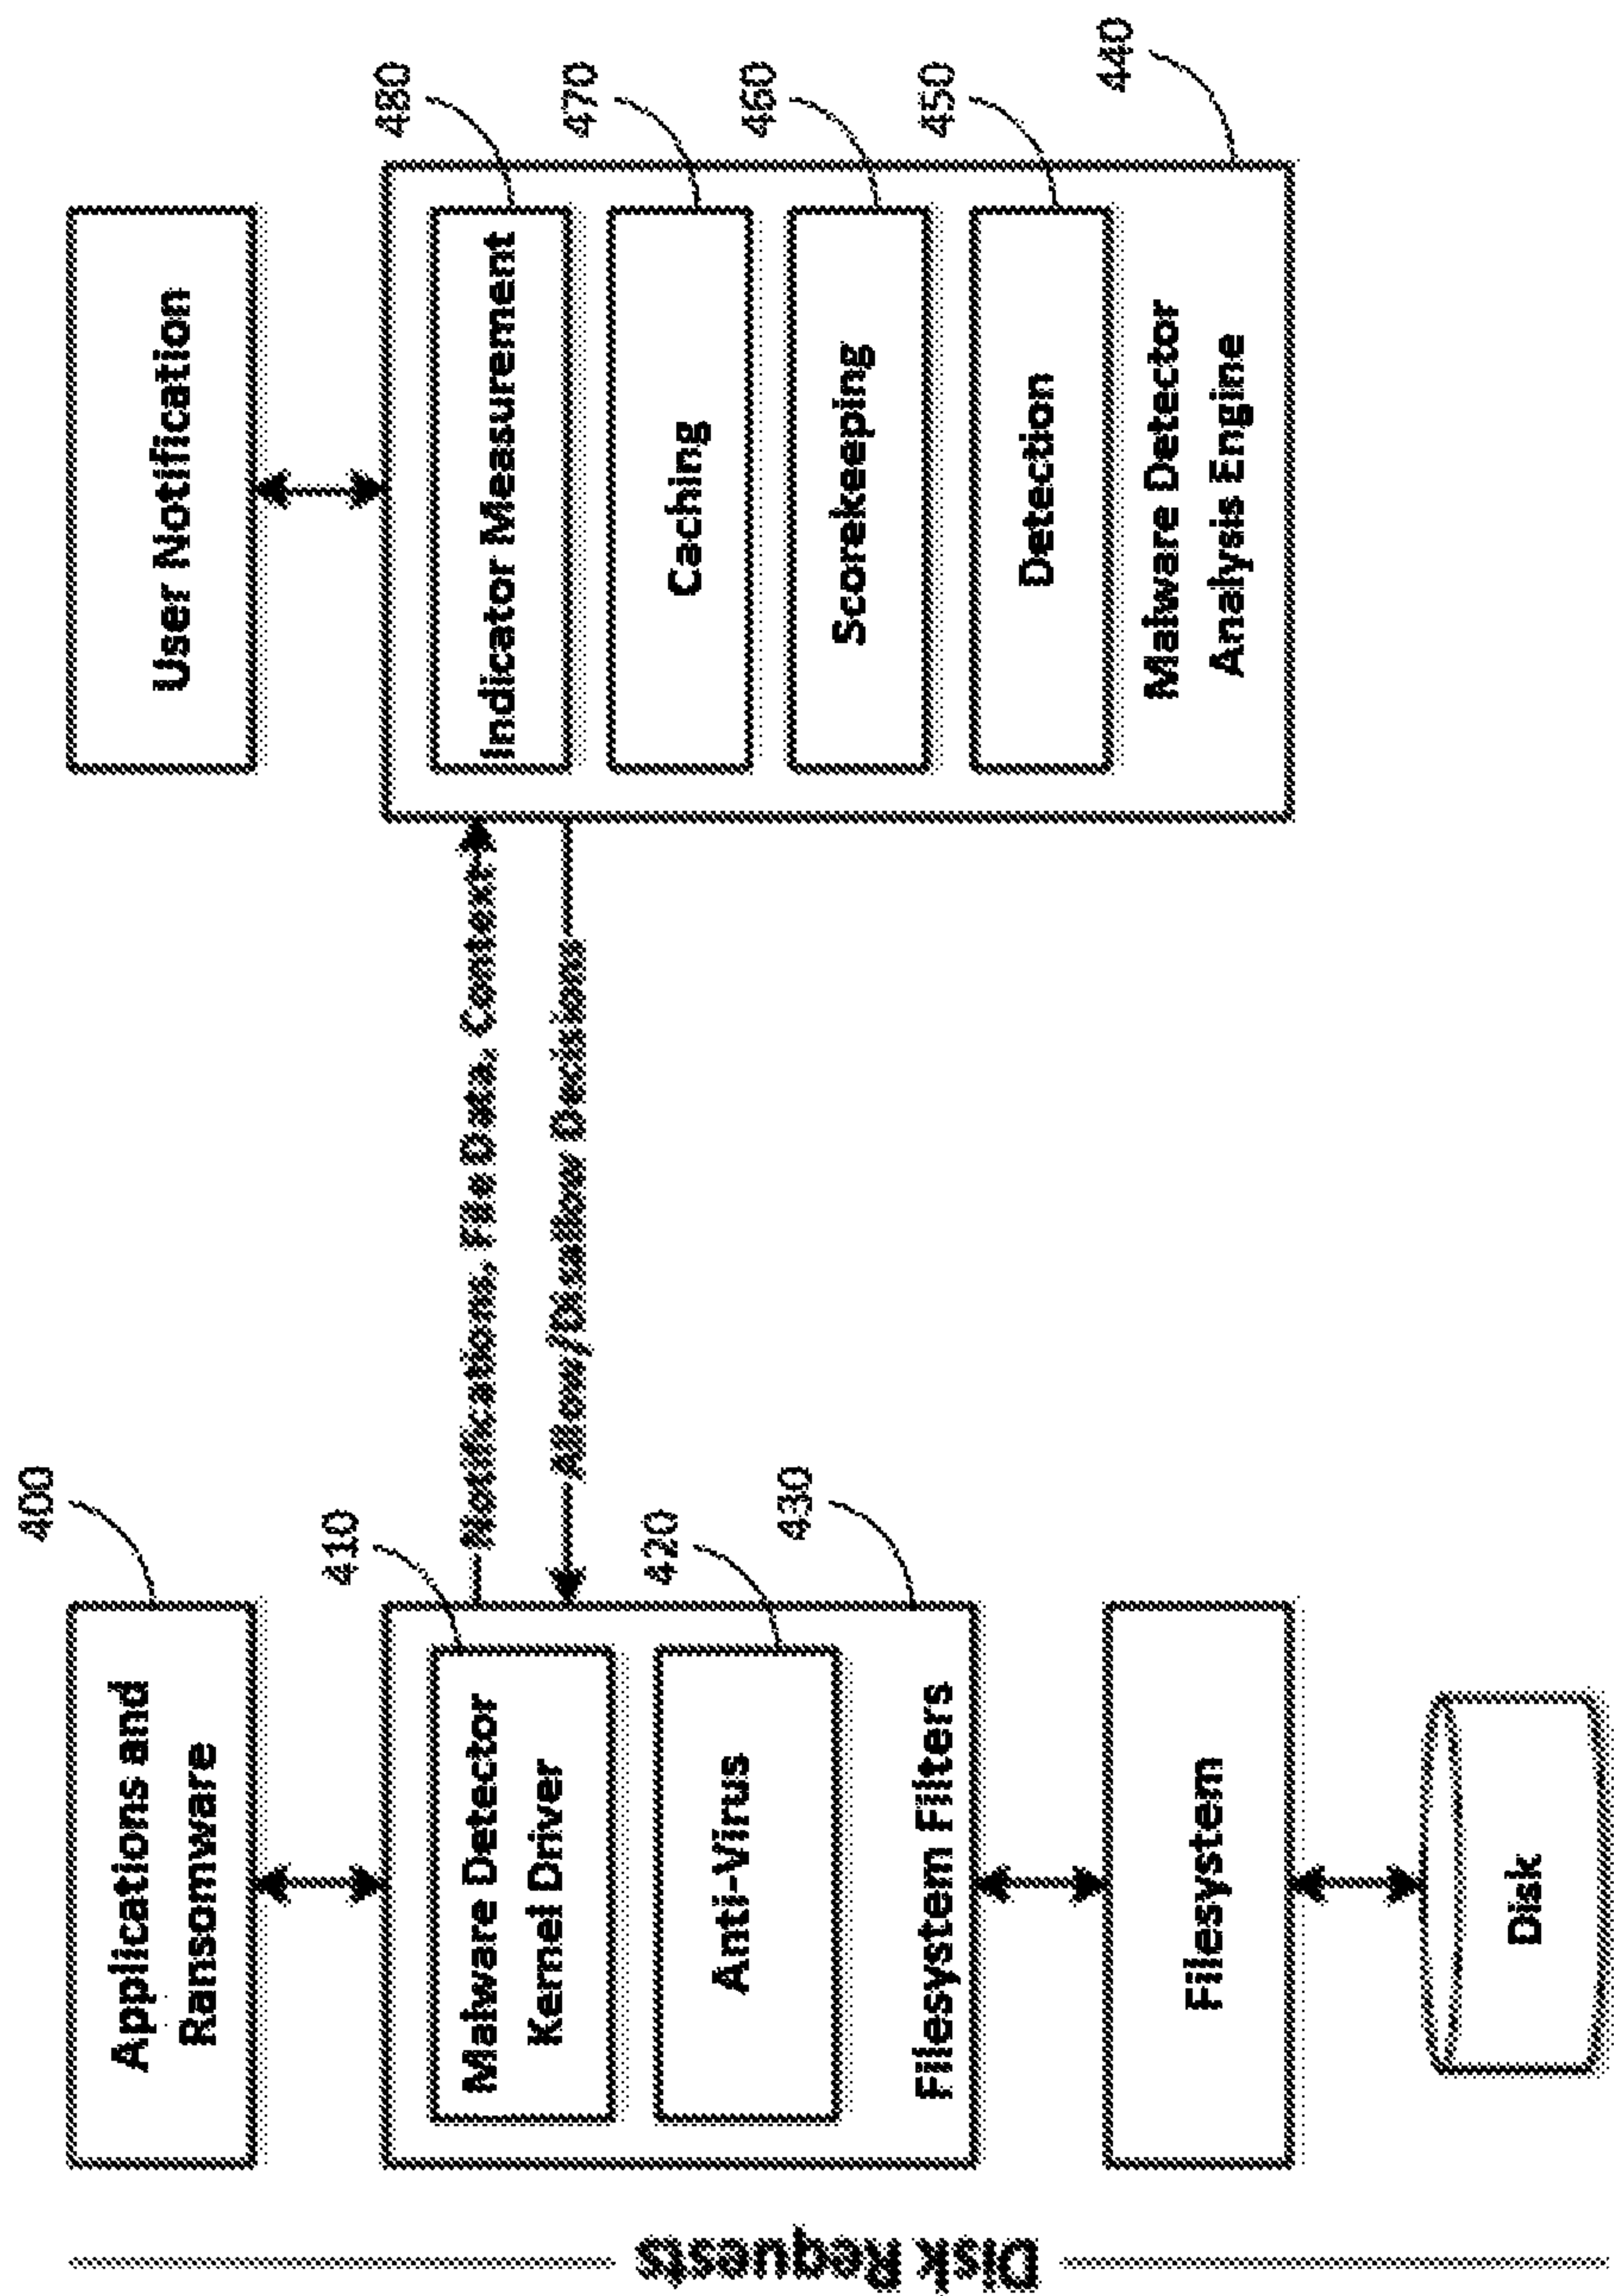 400
Applications and
Ransomware
410
Malware Detector
Kernel Driver
420
Anti-Virus
430
Filesystem Filters
Filesystem
Disk
Disk Requests
Notifications, File Data, Context
Allow/Disallow Decisions
User Notification
480
Indicator Measurement
470
Caching
460
Scorekeeping
450
Detection
Malware Detector
Analysis Engine
440